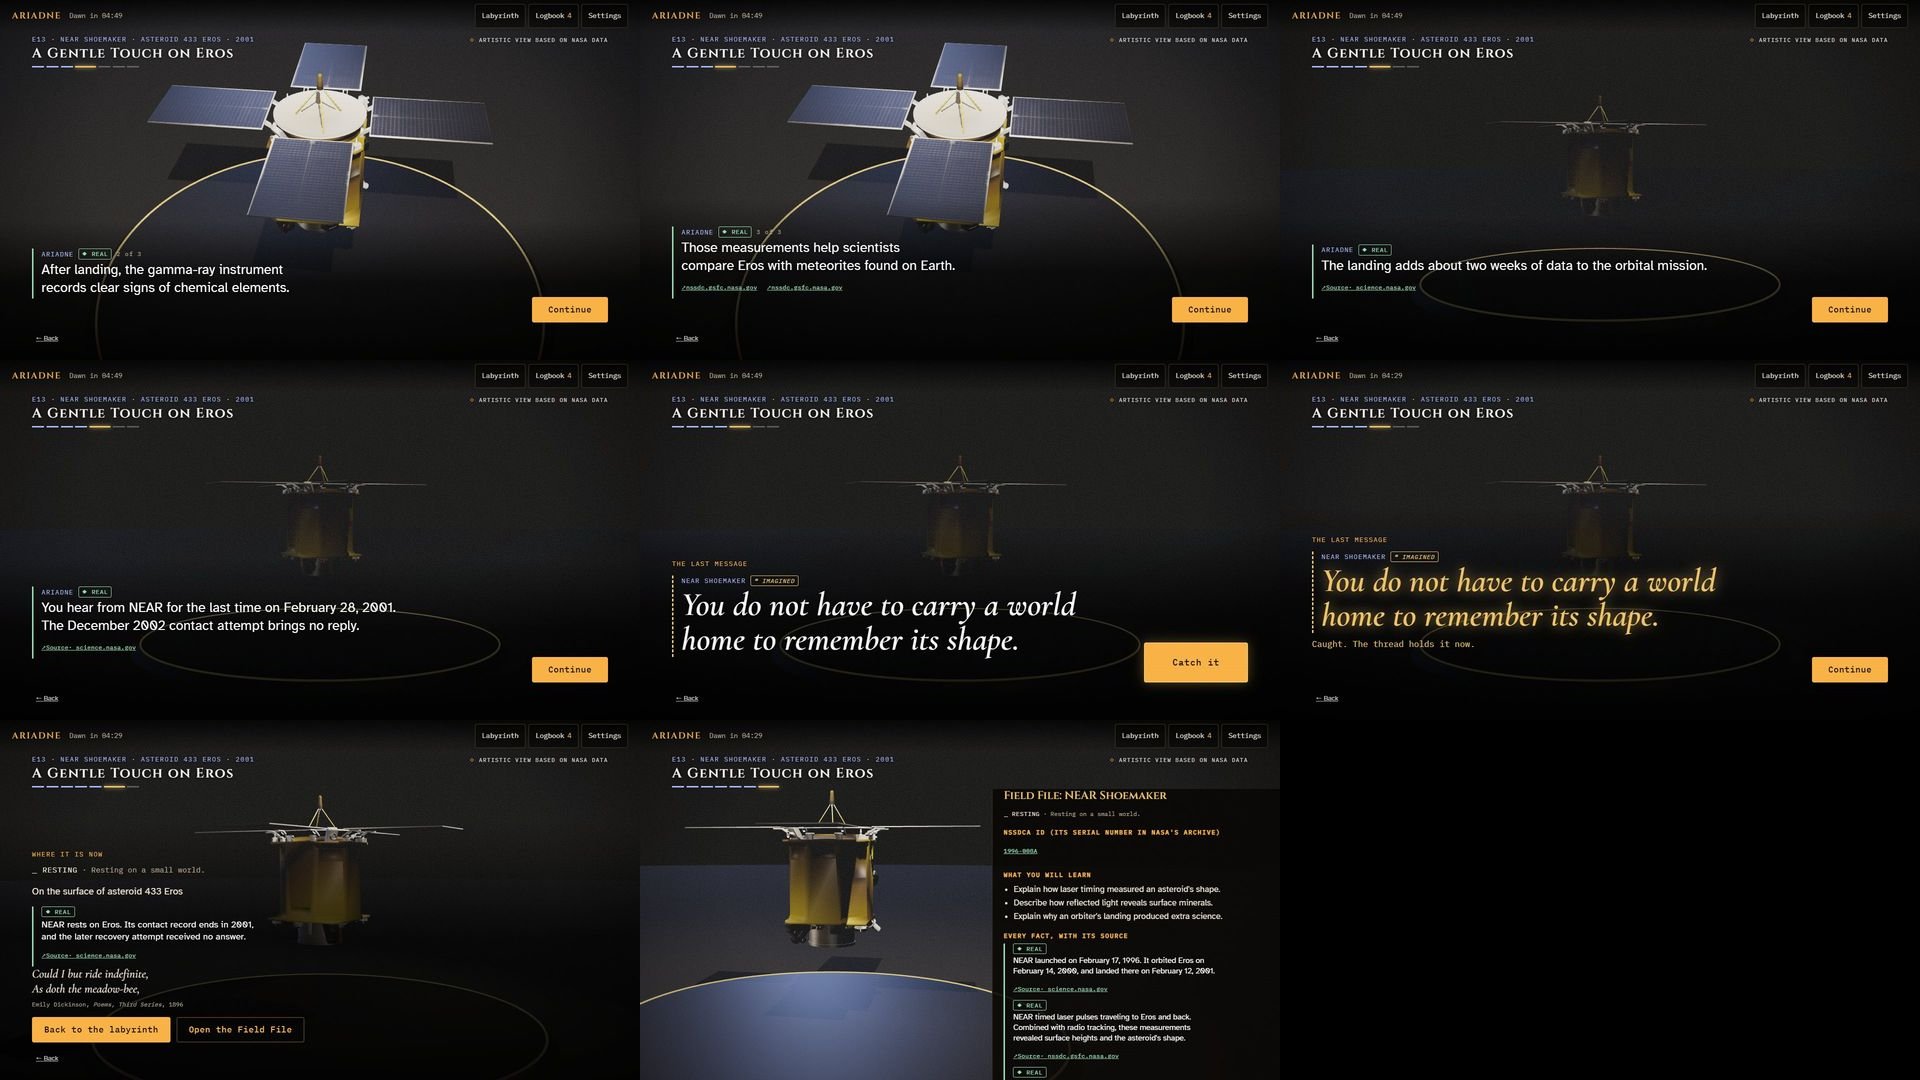 ARIADNE Dawn in 04:49
Labyrinth Logbook 4 Settings
E13 · NEAR SHOEMAKER · ASTEROID 433 EROS · 2001
A Gentle Touch on Eros
ARTISTIC VIEW BASED ON NASA DATA
ARIADNE REAL 2 of 3
After landing, the gamma-ray instrument
records clear signs of chemical elements.
Continue
← Back
ARIADNE Dawn in 04:49
Labyrinth Logbook 4 Settings
E13 · NEAR SHOEMAKER · ASTEROID 433 EROS · 2001
A Gentle Touch on Eros
ARTISTIC VIEW BASED ON NASA DATA
ARIADNE REAL 3 of 3
Those measurements help scientists
compare Eros with meteorites found on Earth.
↗nssdc.gsfc.nasa.gov ↗nssdc.gsfc.nasa.gov
Continue
← Back
ARIADNE Dawn in 04:49
Labyrinth Logbook 4 Settings
E13 · NEAR SHOEMAKER · ASTEROID 433 EROS · 2001
A Gentle Touch on Eros
ARTISTIC VIEW BASED ON NASA DATA
ARIADNE REAL
The landing adds about two weeks of data to the orbital mission.
↗Source· science.nasa.gov
Continue
← Back
ARIADNE Dawn in 04:49
Labyrinth Logbook 4 Settings
E13 · NEAR SHOEMAKER · ASTEROID 433 EROS · 2001
A Gentle Touch on Eros
ARTISTIC VIEW BASED ON NASA DATA
ARIADNE REAL
You hear from NEAR for the last time on February 28, 2001.
The December 2002 contact attempt brings no reply.
↗Source· science.nasa.gov
Continue
← Back
ARIADNE Dawn in 04:49
Labyrinth Logbook 4 Settings
E13 · NEAR SHOEMAKER · ASTEROID 433 EROS · 2001
A Gentle Touch on Eros
ARTISTIC VIEW BASED ON NASA DATA
THE LAST MESSAGE
NEAR SHOEMAKER IMAGINED
You do not have to carry a world
home to remember its shape.
Catch it
← Back
ARIADNE Dawn in 04:29
Labyrinth Logbook 4 Settings
E13 · NEAR SHOEMAKER · ASTEROID 433 EROS · 2001
A Gentle Touch on Eros
ARTISTIC VIEW BASED ON NASA DATA
THE LAST MESSAGE
NEAR SHOEMAKER IMAGINED
You do not have to carry a world
home to remember its shape.
Caught. The thread holds it now.
Continue
← Back
ARIADNE Dawn in 04:29
Labyrinth Logbook 4 Settings
E13 · NEAR SHOEMAKER · ASTEROID 433 EROS · 2001
A Gentle Touch on Eros
ARTISTIC VIEW BASED ON NASA DATA
WHERE IT IS NOW
_ RESTING · Resting on a small world.
On the surface of asteroid 433 Eros
REAL
NEAR rests on Eros. Its contact record ends in 2001,
and the later recovery attempt received no answer.
↗Source· science.nasa.gov
Could I but ride indefinite,
As doth the meadow-bee,
Emily Dickinson, Poems, Third Series, 1896
Back to the labyrinth Open the Field File
← Back
ARIADNE Dawn in 04:29
Labyrinth Logbook 4 Settings
E13 · NEAR SHOEMAKER · ASTEROID 433 EROS · 2001
A Gentle Touch on Eros
ARTISTIC VIEW BASED ON NASA DATA
Field File: NEAR Shoemaker
_ RESTING · Resting on a small world.
NSSDCA ID (ITS SERIAL NUMBER IN NASA'S ARCHIVE)
1996-008A
WHAT YOU WILL LEARN
• Explain how laser timing measured an asteroid's shape.
• Describe how reflected light reveals surface minerals.
• Explain why an orbiter's landing produced extra science.
EVERY FACT, WITH ITS SOURCE
REAL
NEAR launched on February 17, 1996. It orbited Eros on
February 14, 2000, and landed there on February 12, 2001.
↗Source· science.nasa.gov
REAL
NEAR timed laser pulses traveling to Eros and back.
Combined with radio tracking, these measurements
revealed surface heights and the asteroid's shape.
↗Source· nssdc.gsfc.nasa.gov
REAL